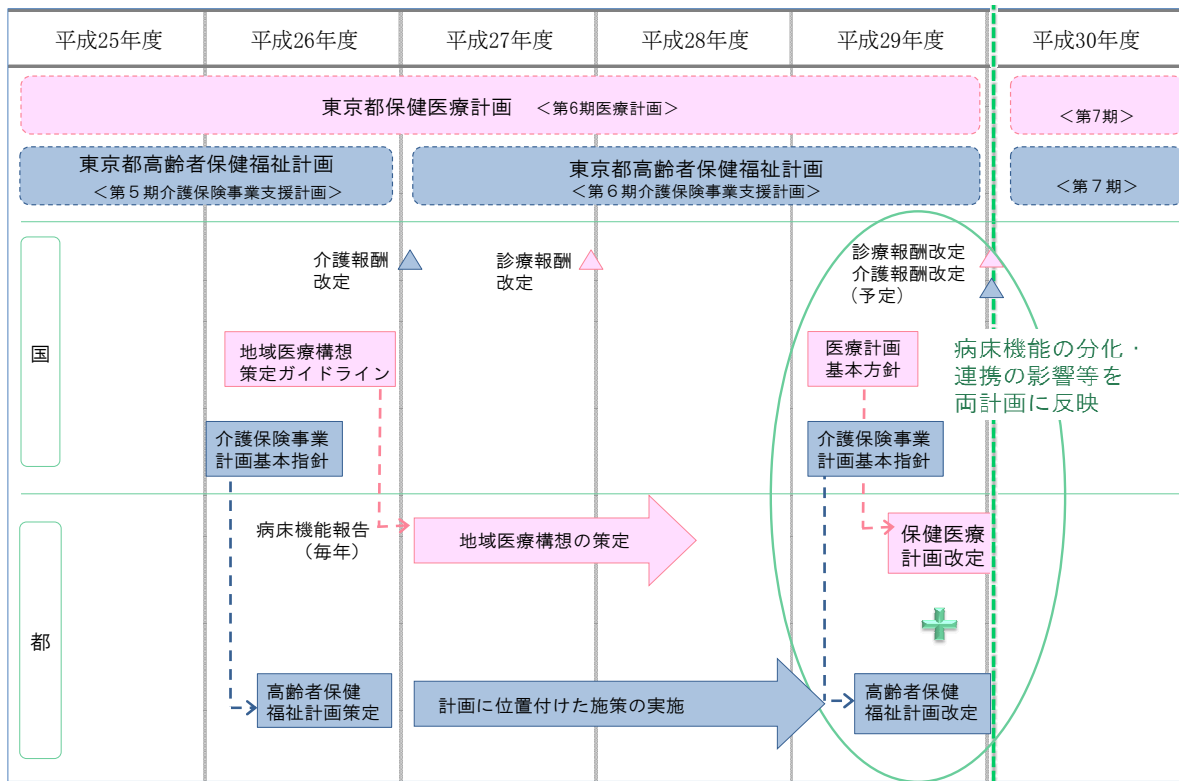 平成25年度
平成26年度
平成27年度
平成28年度
平成29年度
平成30年度
東京都保健医療計画 <第6期医療計画>
<第7期>
東京都高齢者保健福祉計画
<第5期介護保険事業支援計画>
東京都高齢者保健福祉計画
<第6期介護保険事業支援計画>
<第7期>
国
介護報酬
改定
診療報酬
改定
診療報酬改定
介護報酬改定
(予定)
地域医療構想
策定ガイドライン
医療計画
基本方針
病床機能の分化・
連携の影響等を
両計画に反映
介護保険事業
計画基本指針
介護保険事業
計画基本指針
都
病床機能報告
(毎年)
地域医療構想の策定
保健医療
計画改定
高齢者保健
福祉計画策定
計画に位置付けた施策の実施
高齢者保健
福祉計画改定